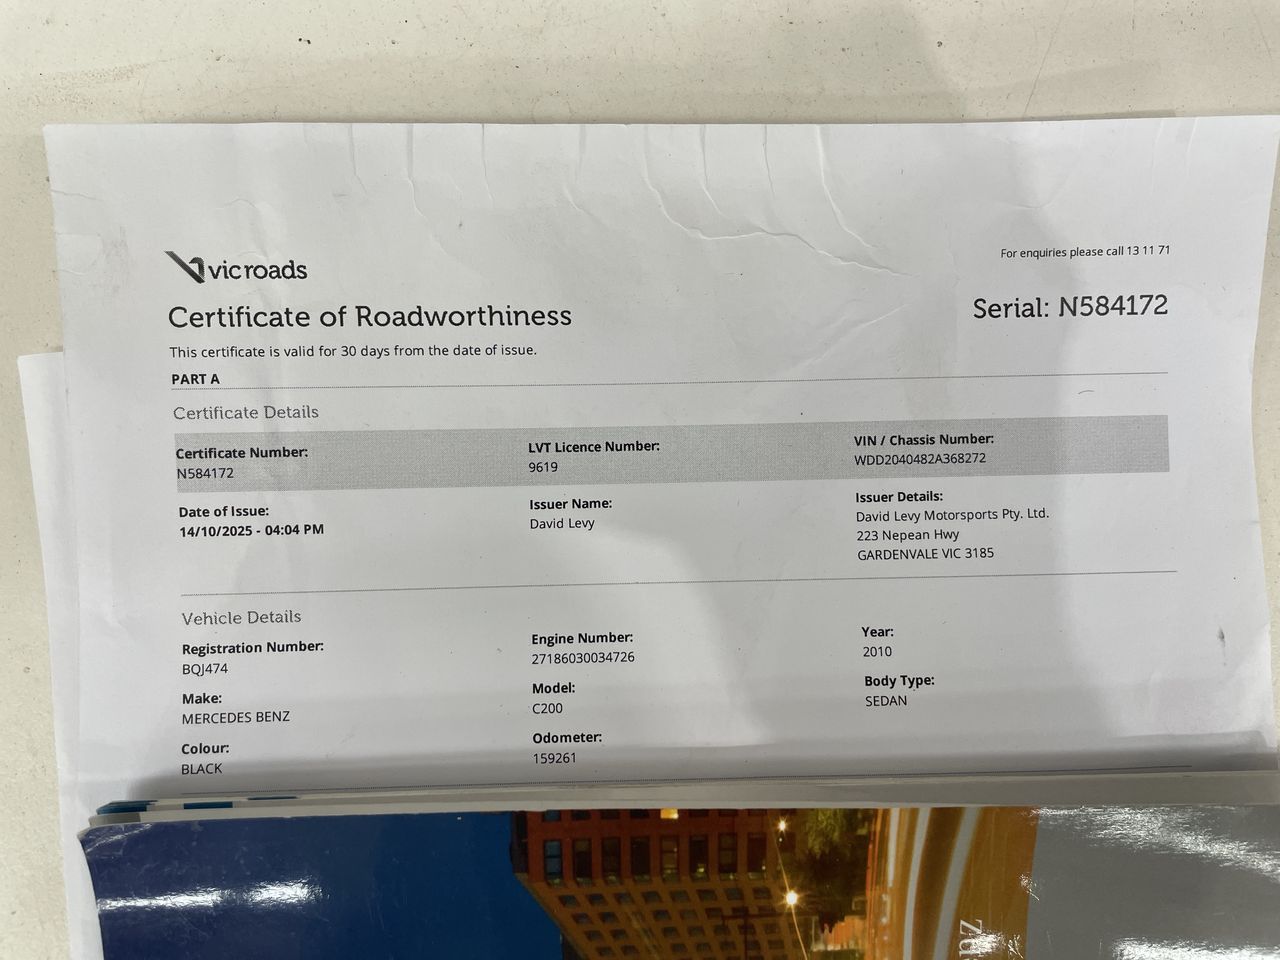 vicroads
For enquiries please call 13 11 71
Certificate of Roadworthiness
Serial: N584172
This certificate is valid for 30 days from the date of issue.
PART A
Certificate Details
Certificate Number:
N584172
LVT Licence Number:
9619
VIN / Chassis Number:
WDD2040482A368272
Date of Issue:
14/10/2025 - 04:04 PM
Issuer Name:
David Levy
Issuer Details:
David Levy Motorsports Pty. Ltd.
223 Nepean Hwy
GARDENVALE VIC 3185
Vehicle Details
Registration Number:
BQJ474
Engine Number:
27186030034726
Year:
2010
Make:
MERCEDES BENZ
Model:
C200
Body Type:
SEDAN
Colour:
BLACK
Odometer:
159261